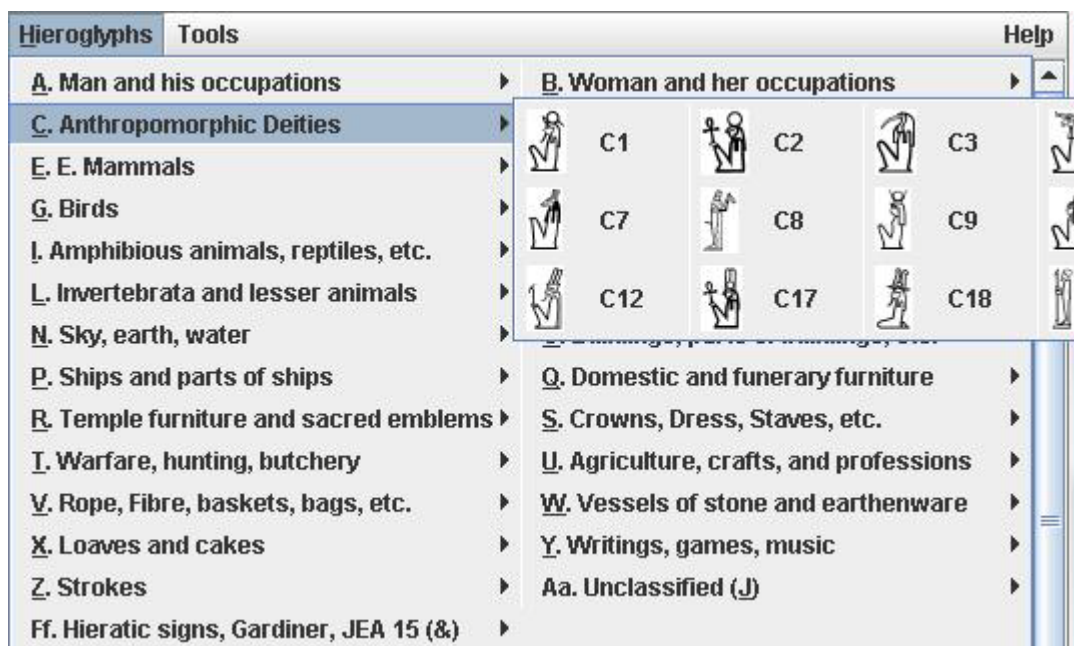 Hieroglyphs Tools Help
A. Man and his occupations B. Woman and her occupations
C. Anthropomorphic Deities C1 C2 C3
E. E. Mammals
G. Birds C7 C8 C9
I. Amphibious animals, reptiles, etc.
L. Invertebrata and lesser animals C12 C17 C18
N. Sky, earth, water
P. Ships and parts of ships Q. Domestic and funerary furniture
R. Temple furniture and sacred emblems S. Crowns, Dress, Staves, etc.
T. Warfare, hunting, butchery U. Agriculture, crafts, and professions
V. Rope, Fibre, baskets, bags, etc. W. Vessels of stone and earthenware
X. Loaves and cakes Y. Writings, games, music
Z. Strokes Aa. Unclassified (J)
Ff. Hieratic signs, Gardiner, JEA 15 (&)